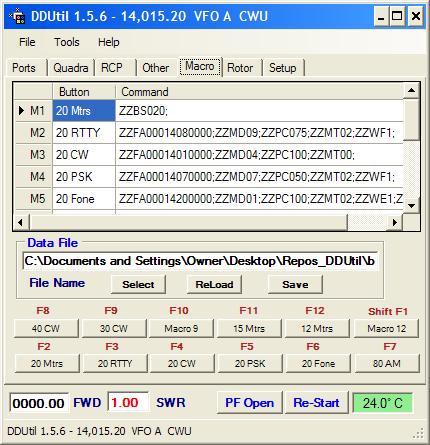 DDUtil 1.5.6 - 14,015.20 VFO A CWU
File Tools Help
Ports Quadra RCP Other Macro Rotor Setup
Button Command
M1 20 Mtrs ZZBS020;
M2 20 RTTY ZZFA00014080000;ZZMD09;ZZPC075;ZZMT02;ZZWF1;
M3 20 CW ZZFA00014010000;ZZMD04;ZZPC100;ZZMT00;
M4 20 PSK ZZFA00014070000;ZZMD07;ZZPC050;ZZMT02;ZZWF1;
M5 20 Fone ZZFA00014200000;ZZMD01;ZZPC100;ZZMT02;ZZWE1;Z
Data File
C:\Documents and Settings\Owner\Desktop\Repos_DDUtil\b
File Name Select ReLoad Save
F8 F9 F10 F11 F12 Shift F1
40 CW 30 CW Macro 9 15 Mtrs 12 Mtrs Macro 12
F2 F3 F4 F5 F6 F7
20 Mtrs 20 RTTY 20 CW 20 PSK 20 Fone 80 AM
0000.00 FWD 1.00 SWR PF Open Re-Start 24.0° C
DDUtil 1.5.6 - 14,015.20 VFO A CWU